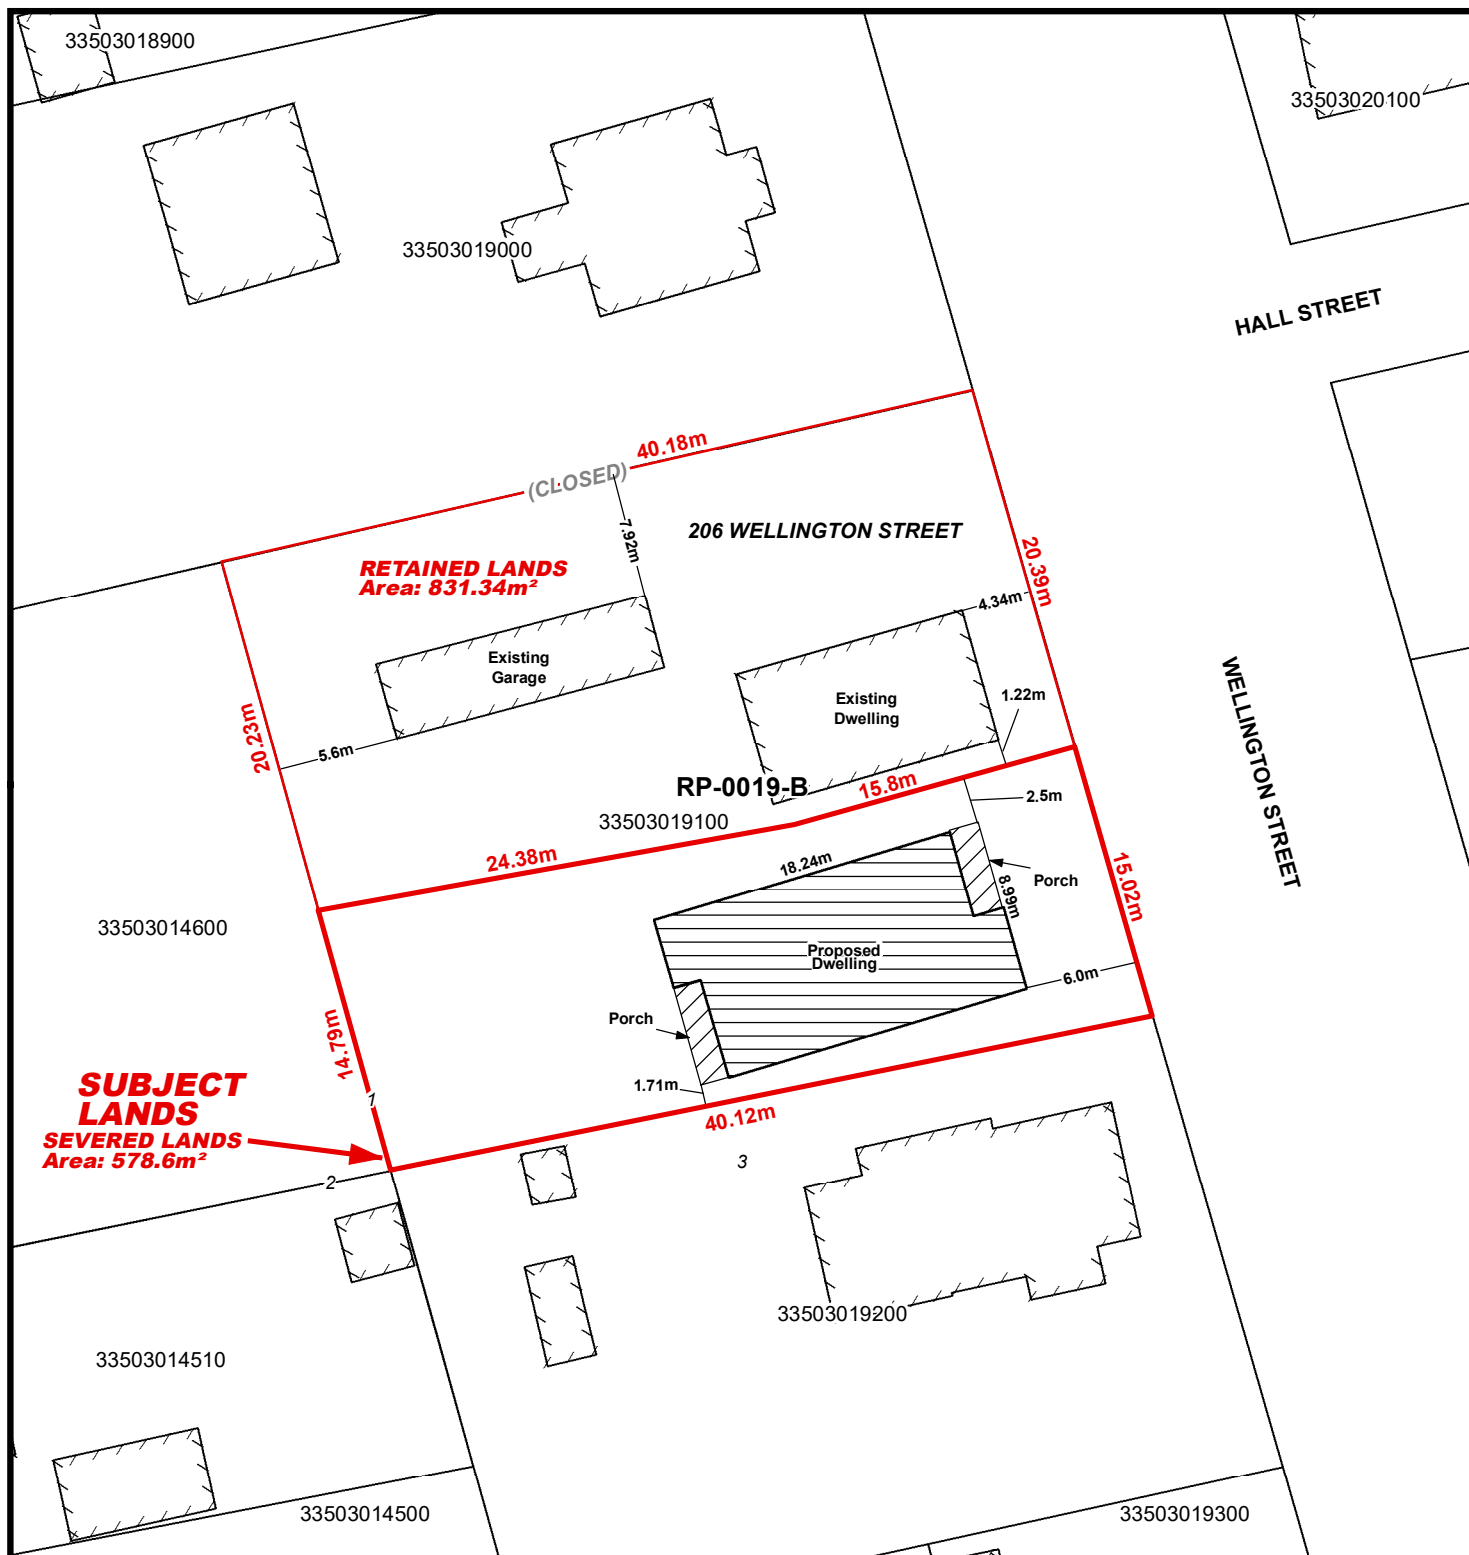 33503018900
33503020100
33503019000
HALL STREET
40.18m
(CLOSED)
7.92m
206 WELLINGTON STREET
20.39m
RETAINED LANDS
Area: 831.34m²
4.34m
Existing
Garage
Existing
Dwelling
1.22m
WELLINGTON STREET
20.23m
5.6m
RP-0019-B
15.8m
2.5m
33503019100
24.38m
18.24m
Porch
8.99m
15.02m
33503014600
Proposed
Dwelling
6.0m
Porch
14.79m
1.71m
SUBJECT
LANDS
1
40.12m
SEVERED LANDS
Area: 578.6m²
3
2
33503019200
33503014510
33503014500
33503019300